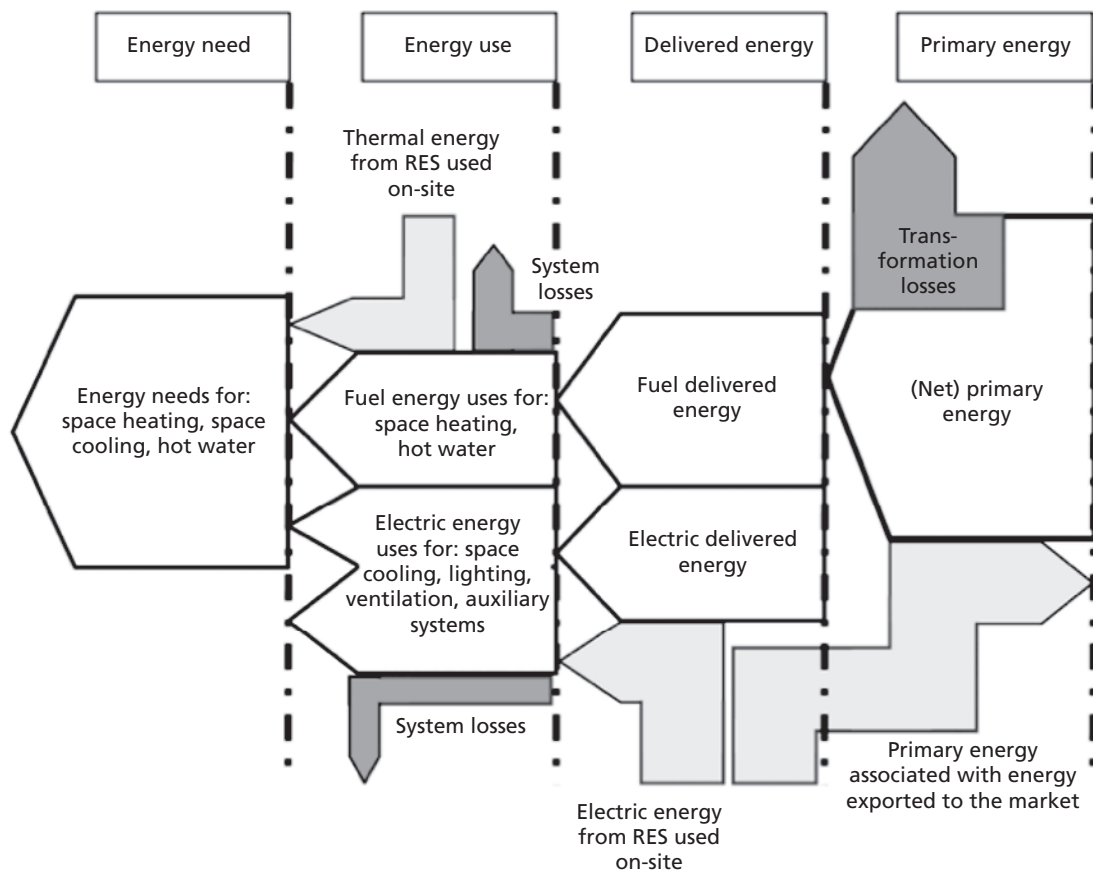 Energy need
Energy use
Delivered energy
Primary energy
Thermal energy
from RES used
on-site
System
losses
Trans-
formation
losses
Energy needs for:
space heating, space
cooling, hot water
Fuel energy uses for:
space heating,
hot water
Fuel delivered
energy
(Net) primary
energy
Electric energy
uses for: space
cooling, lighting,
ventilation, auxiliary
systems
Electric delivered
energy
System losses
Electric energy
from RES used
on-site
Primary energy
associated with energy
exported to the market